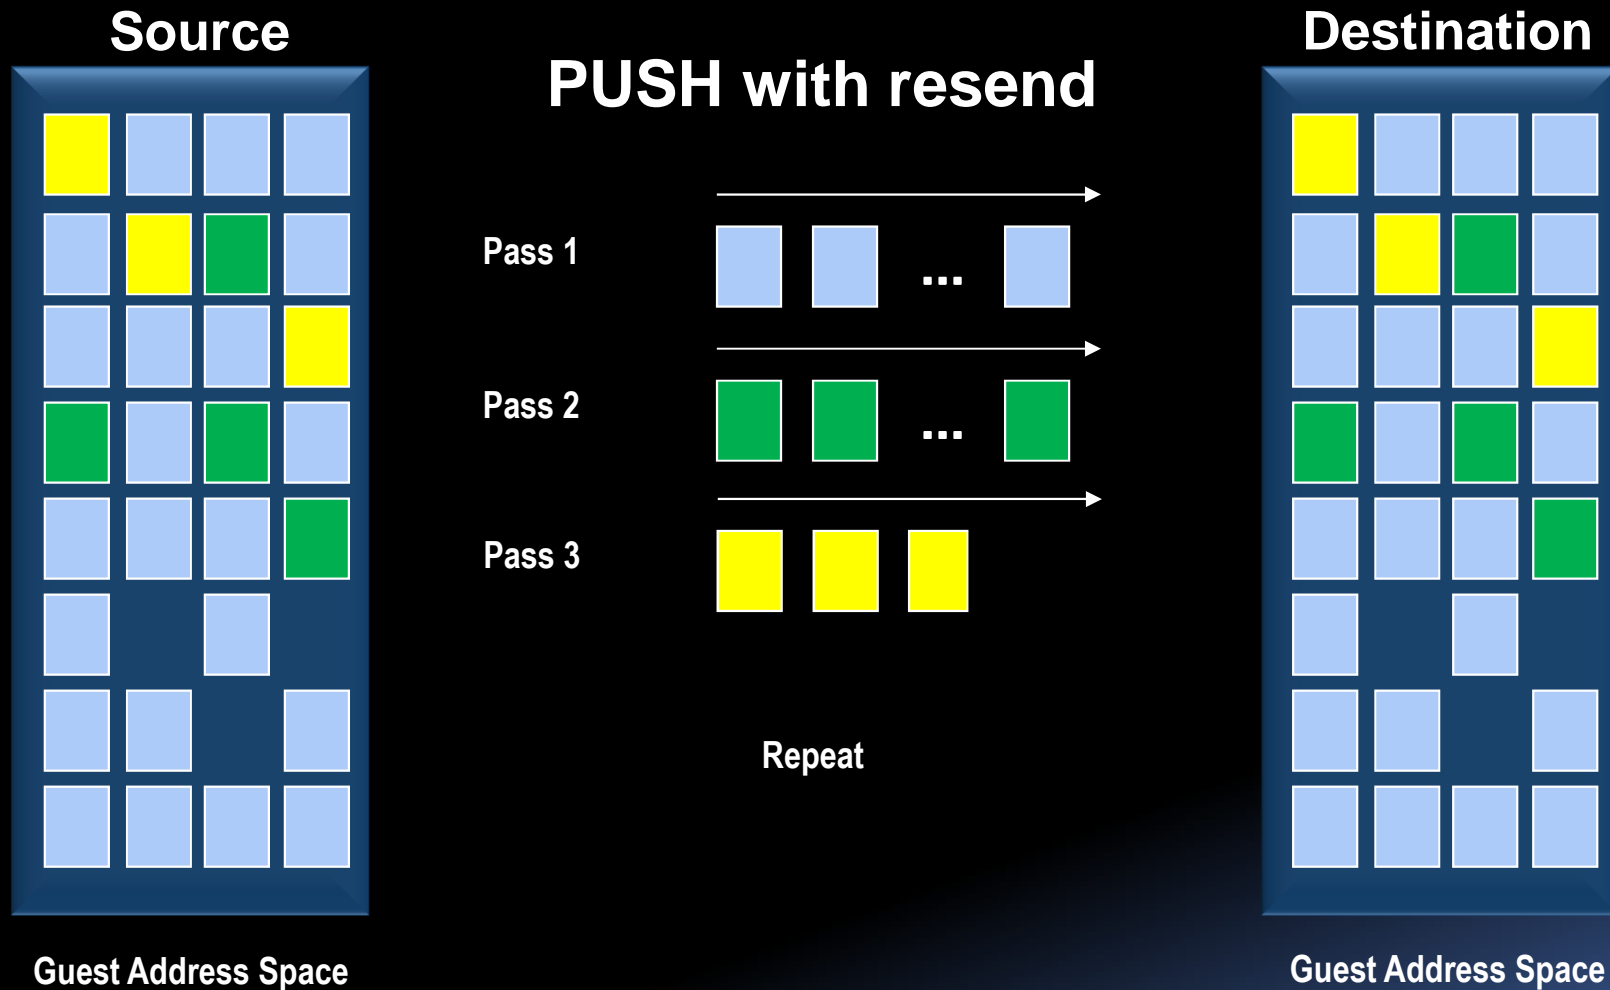 Source
PUSH with resend
Destination
Pass 1
...
Pass 2
...
Pass 3
Repeat
Guest Address Space
Guest Address Space